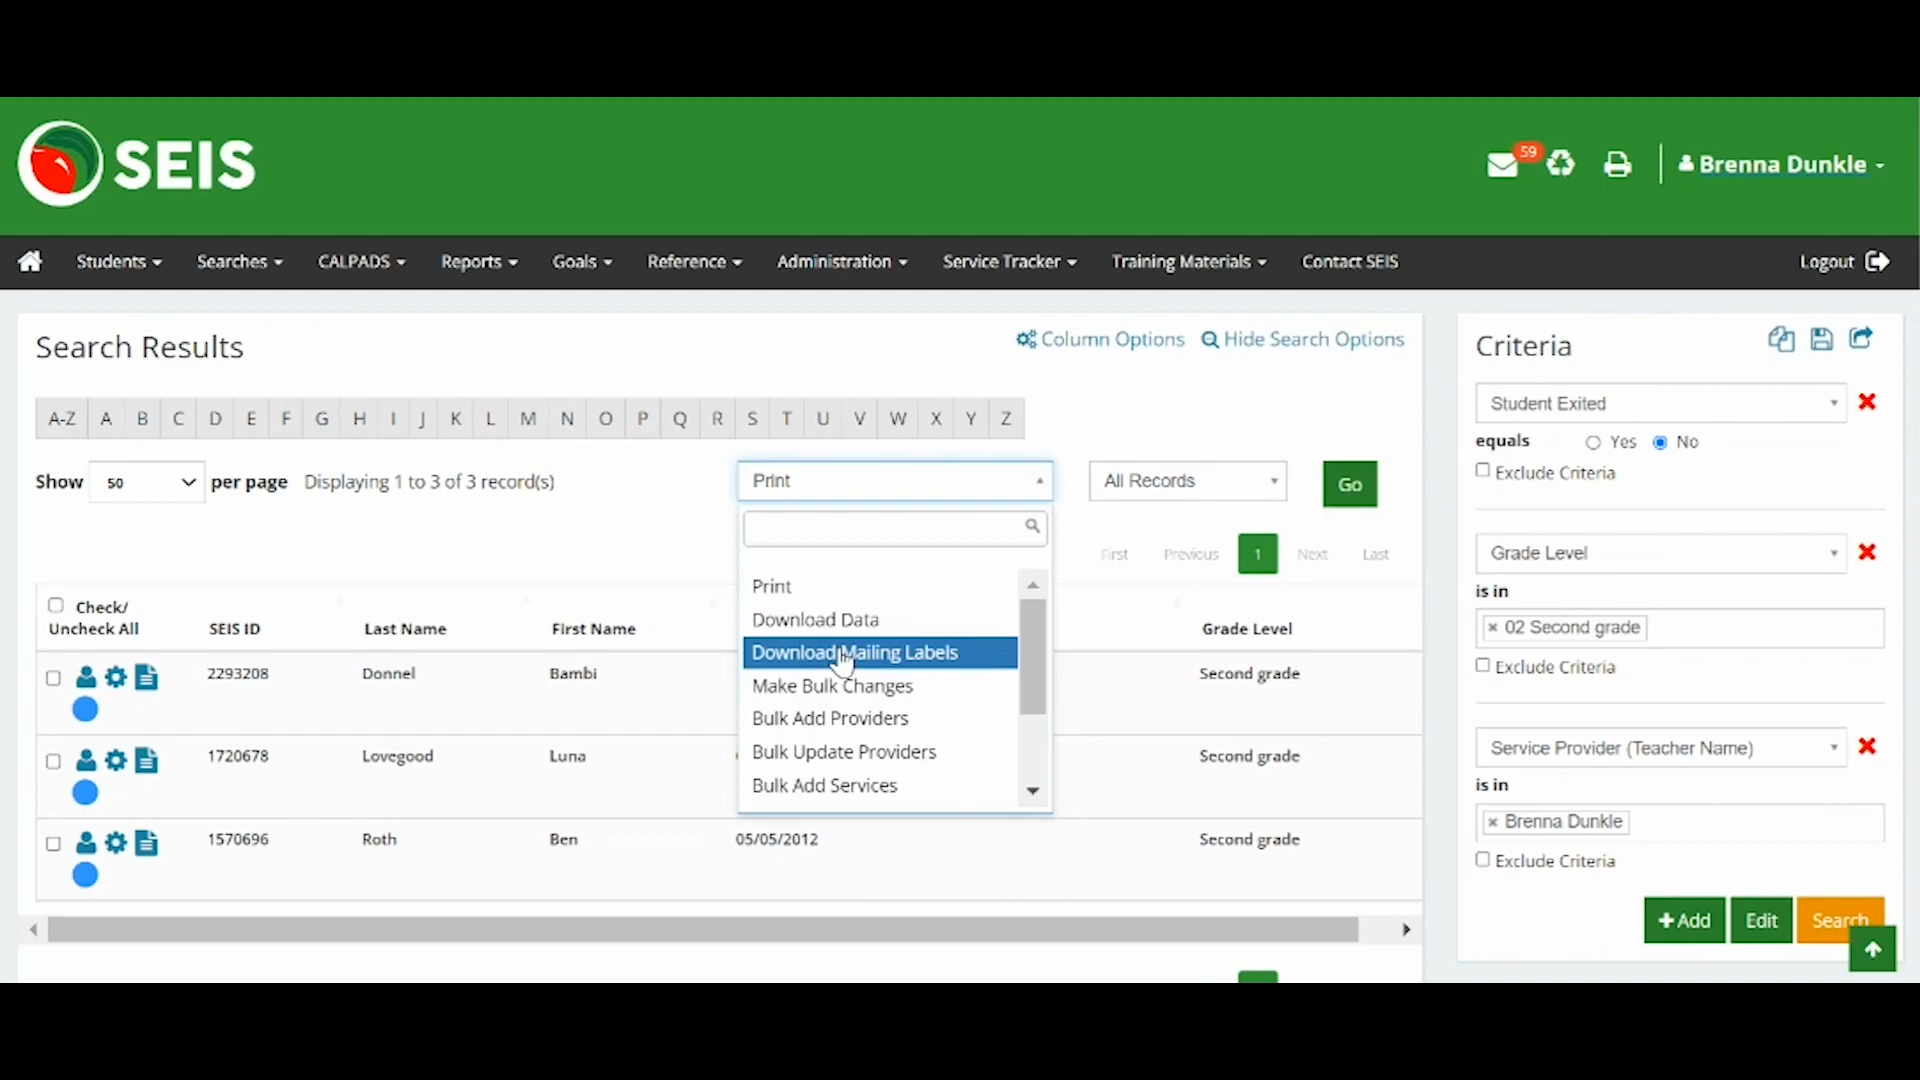 SEIS
59
Brenna Dunkle
Students Searches CALPADS Reports Goals Reference Administration Service Tracker Training Materials Contact SEIS Logout
Search Results
Column Options Hide Search Options
A-Z A B C D E F G H I J K L M N O P Q R S T U V W X Y Z
Show 50 per page Displaying 1 to 3 of 3 record(s)
Print
All Records
Go
First Previous 1 Next Last
Print
Download Data
Download Mailing Labels
Make Bulk Changes
Bulk Add Providers
Bulk Update Providers
Bulk Add Services
Check/
Uncheck All SEIS ID Last Name First Name Grade Level
2293208 Donnel Bambi Second grade
1720678 Lovegood Luna Second grade
1570696 Roth Ben 05/05/2012 Second grade
Criteria
Student Exited
equals Yes No
Exclude Criteria
Grade Level
is in
× 02 Second grade
Exclude Criteria
Service Provider (Teacher Name)
is in
× Brenna Dunkle
Exclude Criteria
+Add Edit Search